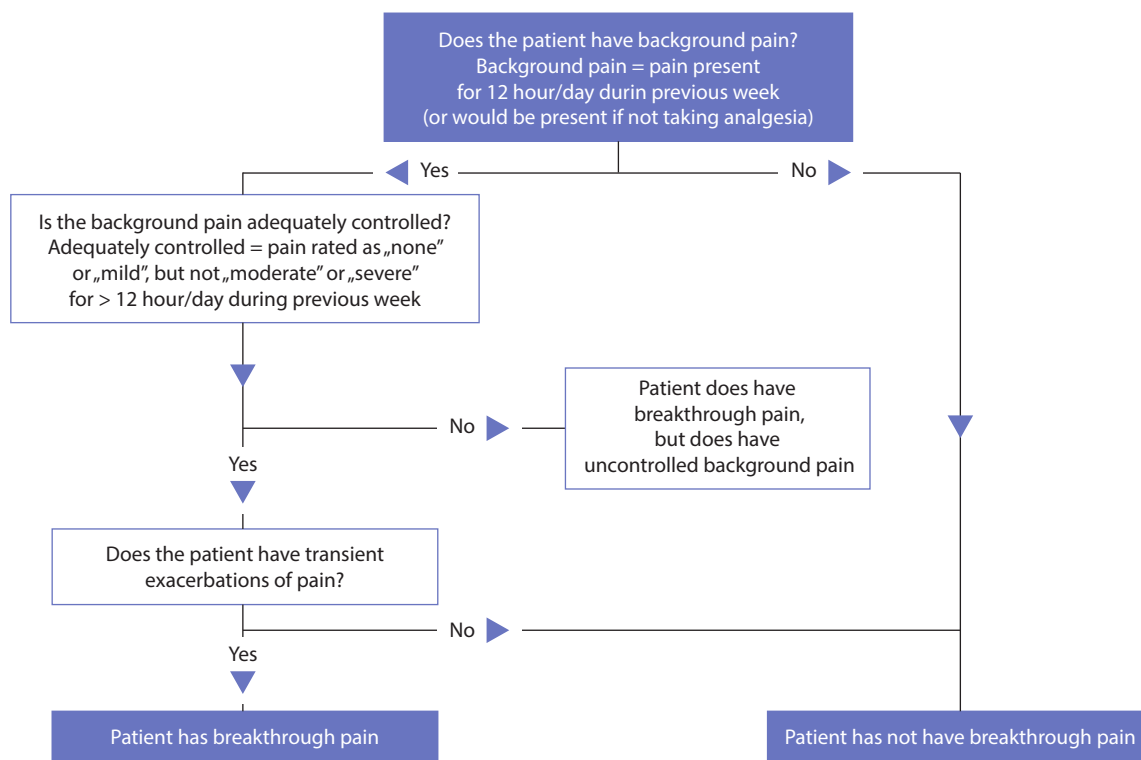 Does the patient have background pain?
Background pain = pain present
for 12 hour/day durin previous week
(or would be present if not taking analgesia)
Yes
No
Is the background pain adequately controlled?
Adequately controlled = pain rated as „none”
or „mild”, but not „moderate” or „severe”
for > 12 hour/day during previous week
No
Patient does have
breakthrough pain,
but does have
uncontrolled background pain
Yes
Does the patient have transient
exacerbations of pain?
No
Yes
Patient has breakthrough pain
Patient has not have breakthrough pain